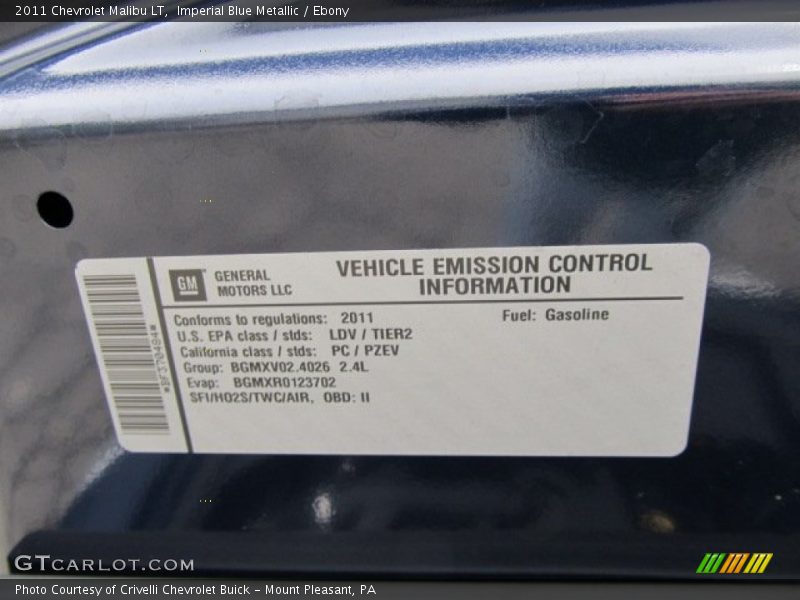 2011 Chevrolet Malibu LT, Imperial Blue Metallic / Ebony
GM
GENERAL
MOTORS LLC
VEHICLE EMISSION CONTROL
INFORMATION
Conforms to regulations: 2011
Fuel: Gasoline
U.S. EPA class / stds: LDV / TIER2
California class / stds: PC / PZEV
Group: BGMXV02.4026 2.4L
Evap: BGMXR0123702
SFI/HO2S/TWC/AIR, OBD: II
*BF370494*
GTCARLOT.COM
Photo Courtesy of Crivelli Chevrolet Buick – Mount Pleasant, PA